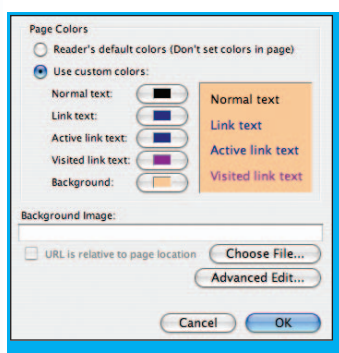 Page Colors
Reader's default colors (Don't set colors in page)
Use custom colors:
Normal text:
Link text:
Active link text:
Visited link text:
Background:
Normal text
Link text
Active link text
Visited link text
Background Image:
URL is relative to page location
Choose File...
Advanced Edit...
Cancel
OK